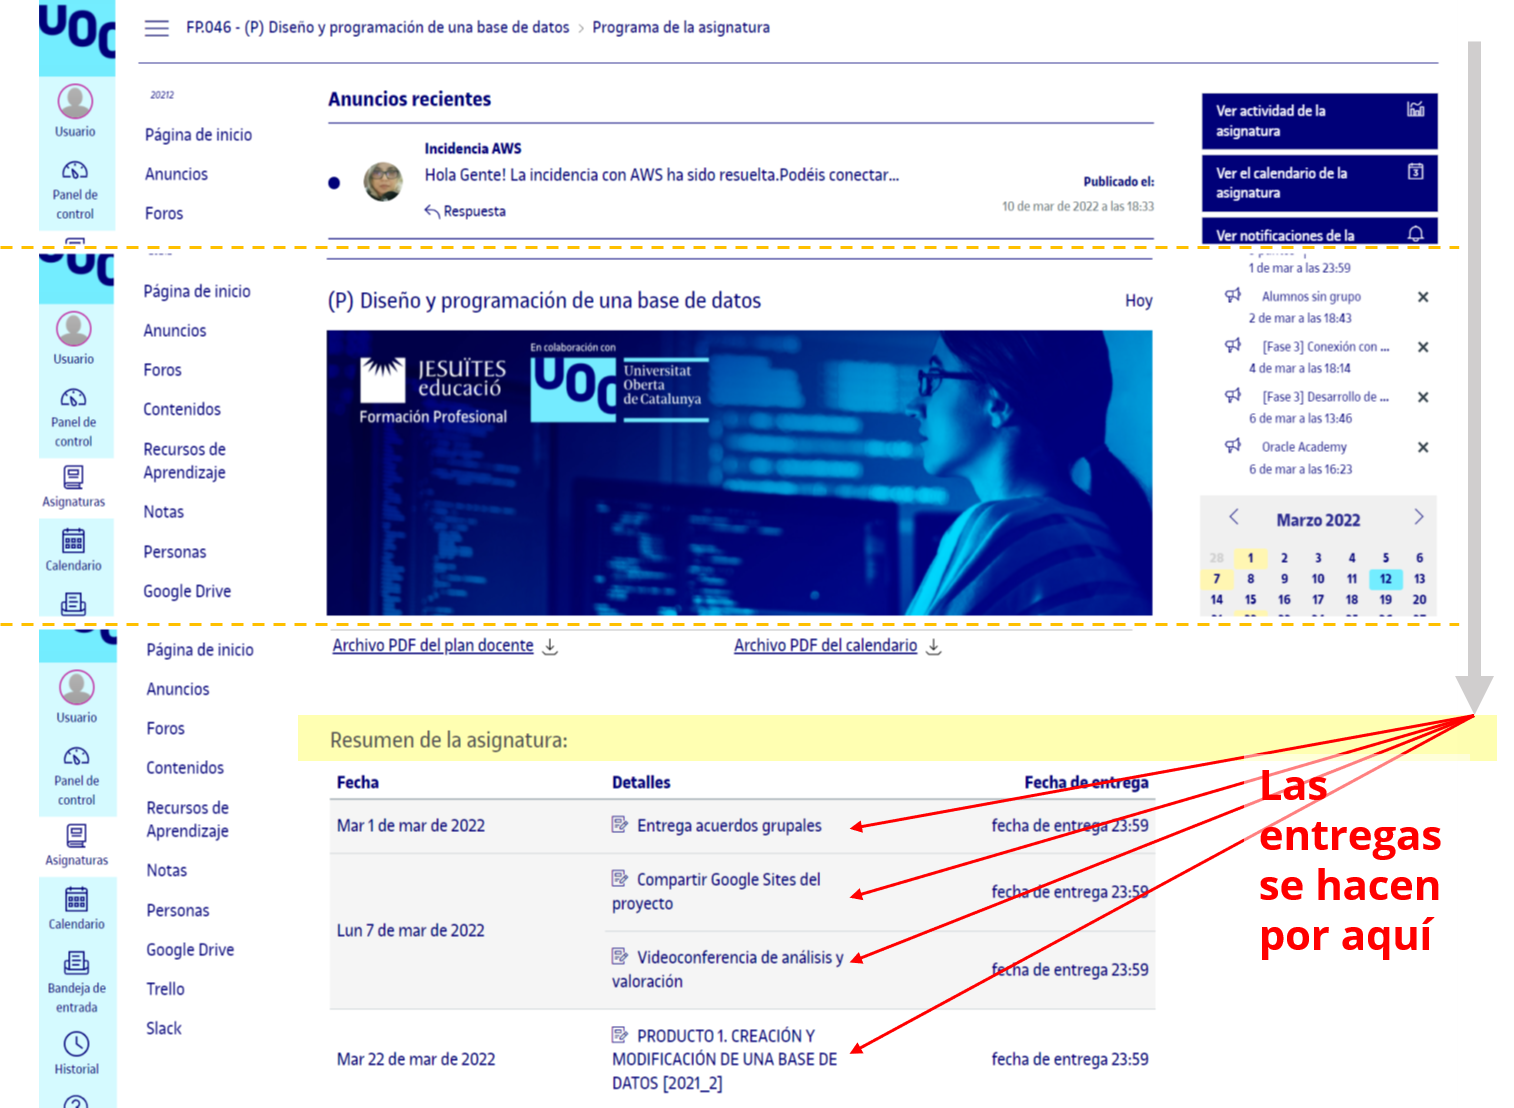 UOC
FP.046 - (P) Diseño y programación de una base de datos > Programa de la asignatura
Usuario
Panel de
control
20212
Página de inicio
Anuncios
Foros
Anuncios recientes
Incidencia AWS
Hola Gente! La incidencia con AWS ha sido resuelta.Podéis conectar...
Respuesta
Publicado el:
10 de mar de 2022 a las 18:33
Ver actividad de la
asignatura
Ver el calendario de la
asignatura
3
Ver notificaciones de la
UOC
Usuario
Panel de
control
Asignaturas
Calendario
Página de inicio
Anuncios
Foros
Contenidos
Recursos de
Aprendizaje
Notas
Personas
Google Drive
(P) Diseño y programación de una base de datos
Hoy
JESUÏTES
educació
Formación Profesional
En colaboración con
UOC
Universitat
Oberta
de Catalunya
1 de mar a las 23:59
Alumnos sin grupo
2 de mar a las 18:43
[Fase 3] Conexión con ...
4 de mar a las 18:14
[Fase 3] Desarrollo de ...
6 de mar a las 13:46
Oracle Academy
6 de mar a las 16:23
Marzo 2022
28 1 2 3 4 5 6
7 8 9 10 11 12 13
14 15 16 17 18 19 20
Usuario
Panel de
control
Asignaturas
Calendario
Bandeja de
entrada
Historial
Página de inicio
Anuncios
Foros
Contenidos
Recursos de
Aprendizaje
Notas
Personas
Google Drive
Trello
Slack
Archivo PDF del plan docente
Archivo PDF del calendario
Resumen de la asignatura:
Fecha Detalles Fecha de entrega
Mar 1 de mar de 2022 Entrega acuerdos grupales fecha de entrega 23:59
Lun 7 de mar de 2022
Compartir Google Sites del
proyecto
fecha de entrega 23:59
Videoconferencia de análisis y
valoración
fecha de entrega 23:59
Mar 22 de mar de 2022
PRODUCTO 1. CREACIÓN Y
MODIFICACIÓN DE UNA BASE DE
DATOS [2021_2]
fecha de entrega 23:59
Las
entregas
se hacen
por aquí